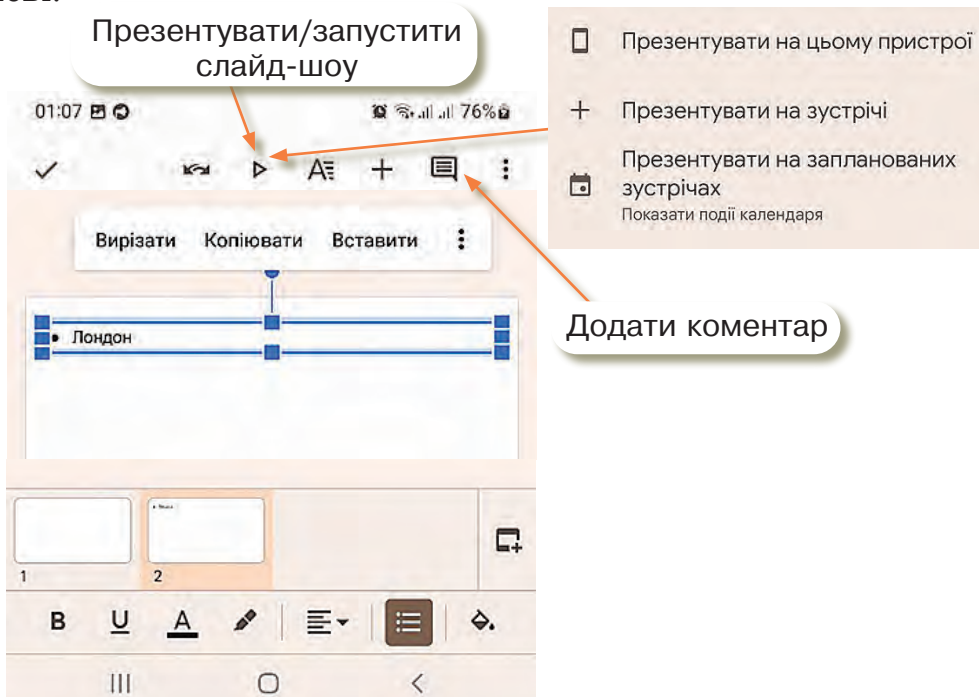 Презентувати/запустити
слайд-шоу
Презентувати на цьому пристрої
Презентувати на зустрічі
Презентувати на запланованих
зустрічах
Показати події календаря
01:07
76%
Вирізати Копіювати Вставити
• Лондон
Додати коментар
1 2
B U A